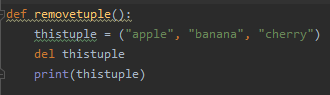 def removetuple():
    thistuple = ("apple", "banana", "cherry")
    del thistuple
    print(thistuple)